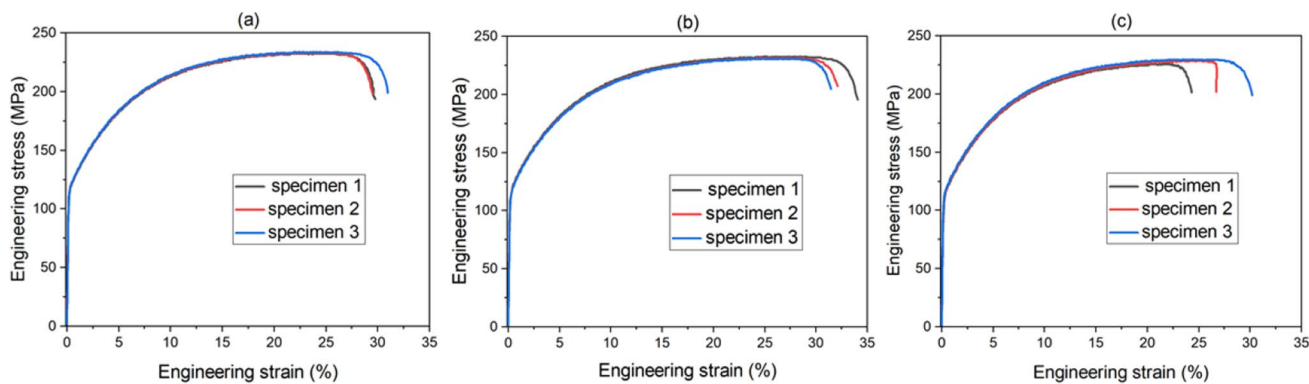 (a)
250
200
150
100
50
0
Engineering stress (MPa)
specimen 1
specimen 2
specimen 3
0 5 10 15 20 25 30 35
Engineering strain (%)
(b)
250
200
150
100
50
0
Engineering stress (MPa)
specimen 1
specimen 2
specimen 3
0 5 10 15 20 25 30 35
Engineering strain (%)
(c)
250
200
150
100
50
0
Engineering stress (MPa)
specimen 1
specimen 2
specimen 3
0 5 10 15 20 25 30 35
Engineering strain (%)